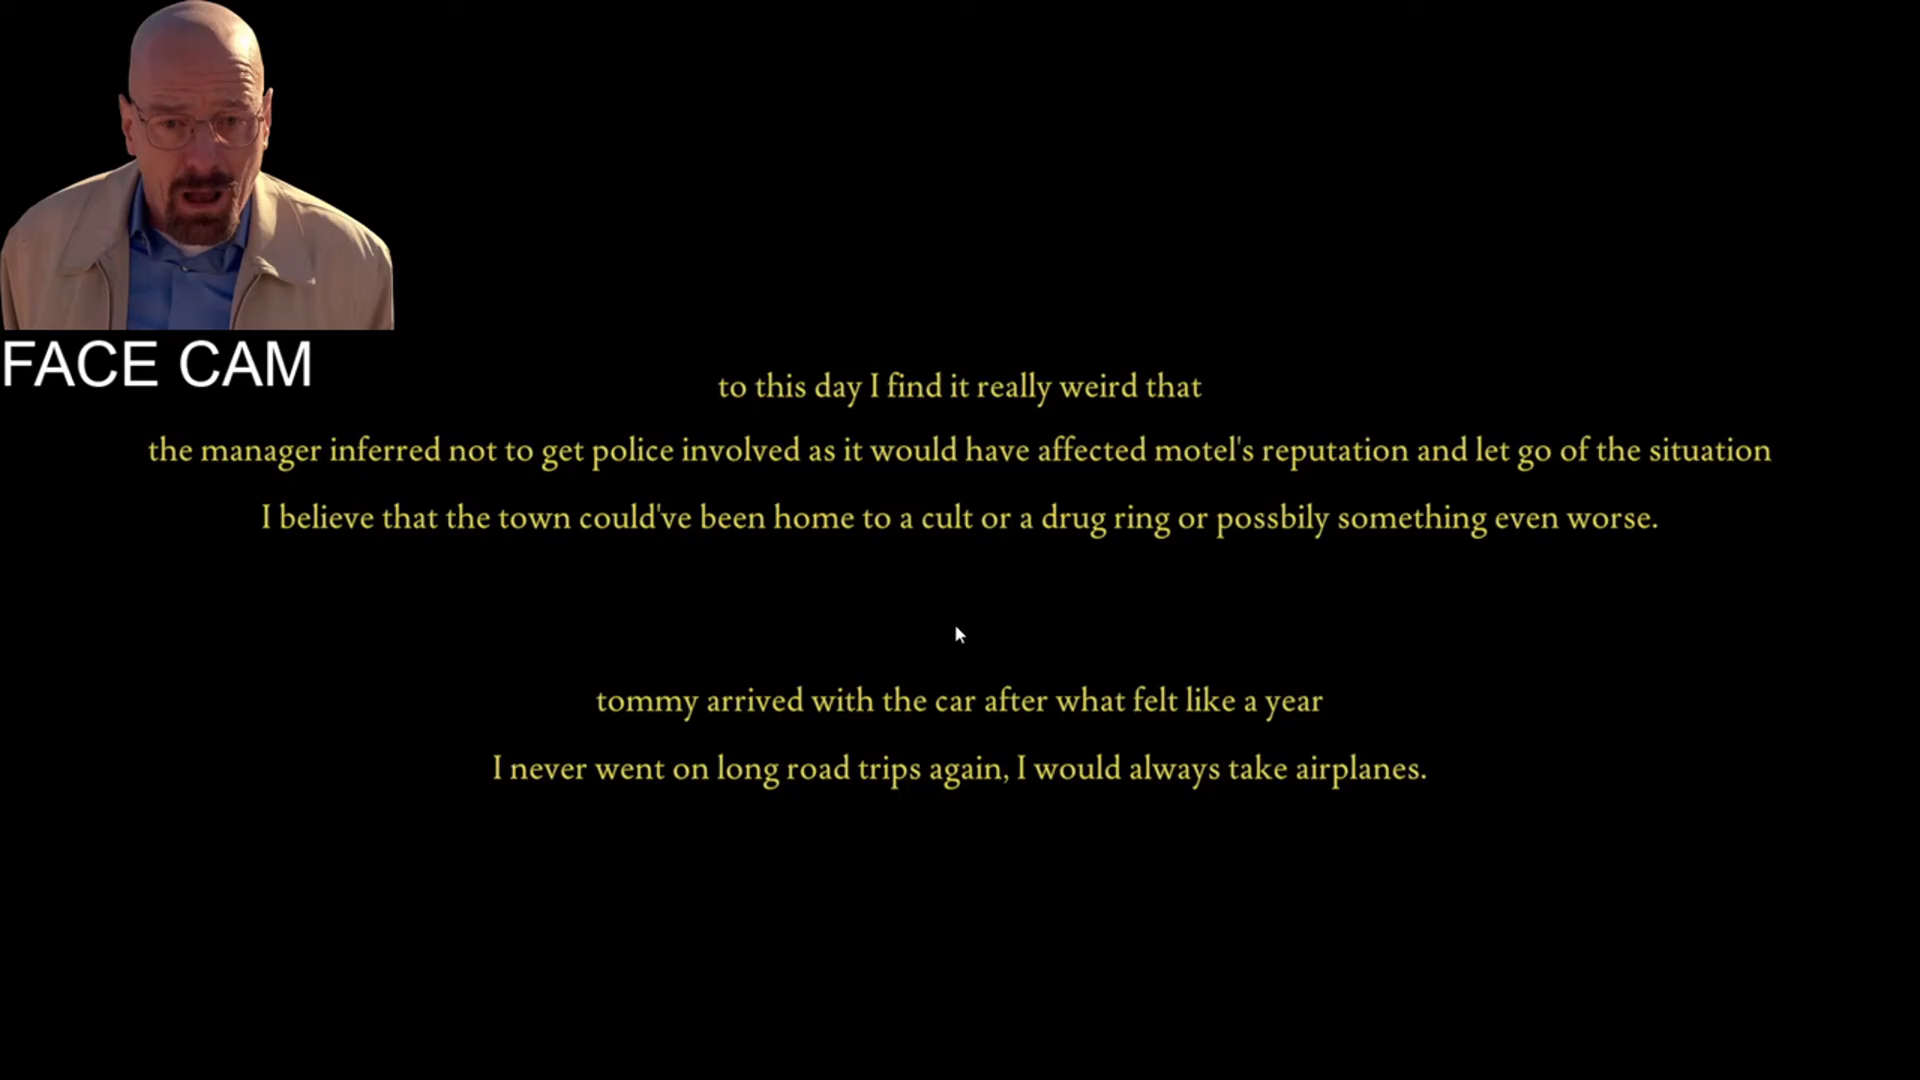 FACE CAM
to this day I find it really weird that
the manager inferred not to get police involved as it would have affected motel's reputation and let go of the situation
I believe that the town could've been home to a cult or a drug ring or possbily something even worse.
tommy arrived with the car after what felt like a year
I never went on long road trips again, I would always take airplanes.